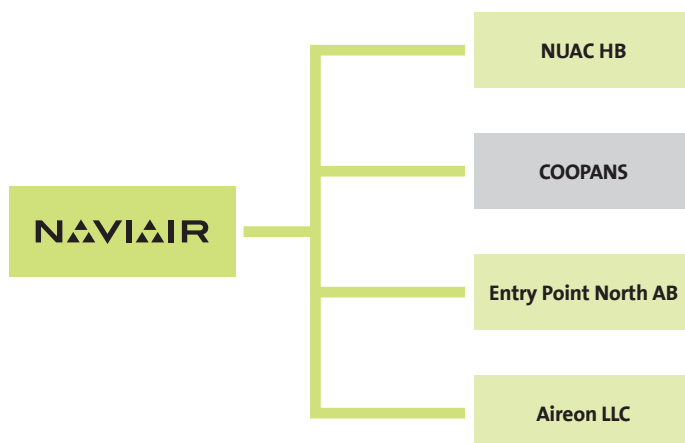 NAVIAIR
NUAC HB
COOPANS
Entry Point North AB
Aireon LLC